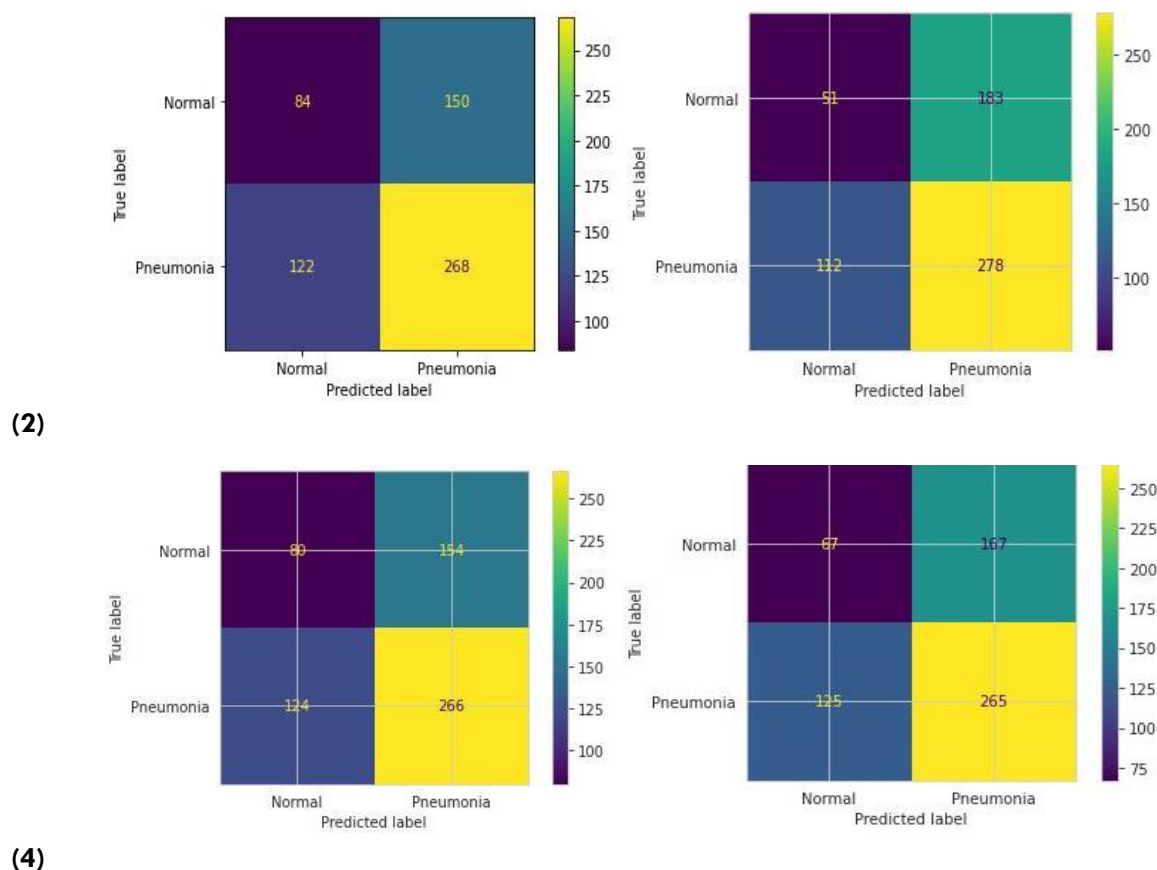 250
Normal 84 150
225
200
True label
175
150
Pneumonia 122 268
125
100
Normal Pneumonia
Predicted label
250
Normal 51 183
200
True label
150
Pneumonia 112 278
100
Normal Pneumonia
Predicted label
(2)
250
Normal 80 154
225
200
True label
175
150
Pneumonia 124 266
125
100
Normal Pneumonia
Predicted label
250
Normal 67 167
225
200
175
True label
150
Pneumonia 125 265
125
100
75
Normal Pneumonia
Predicted label
(4)